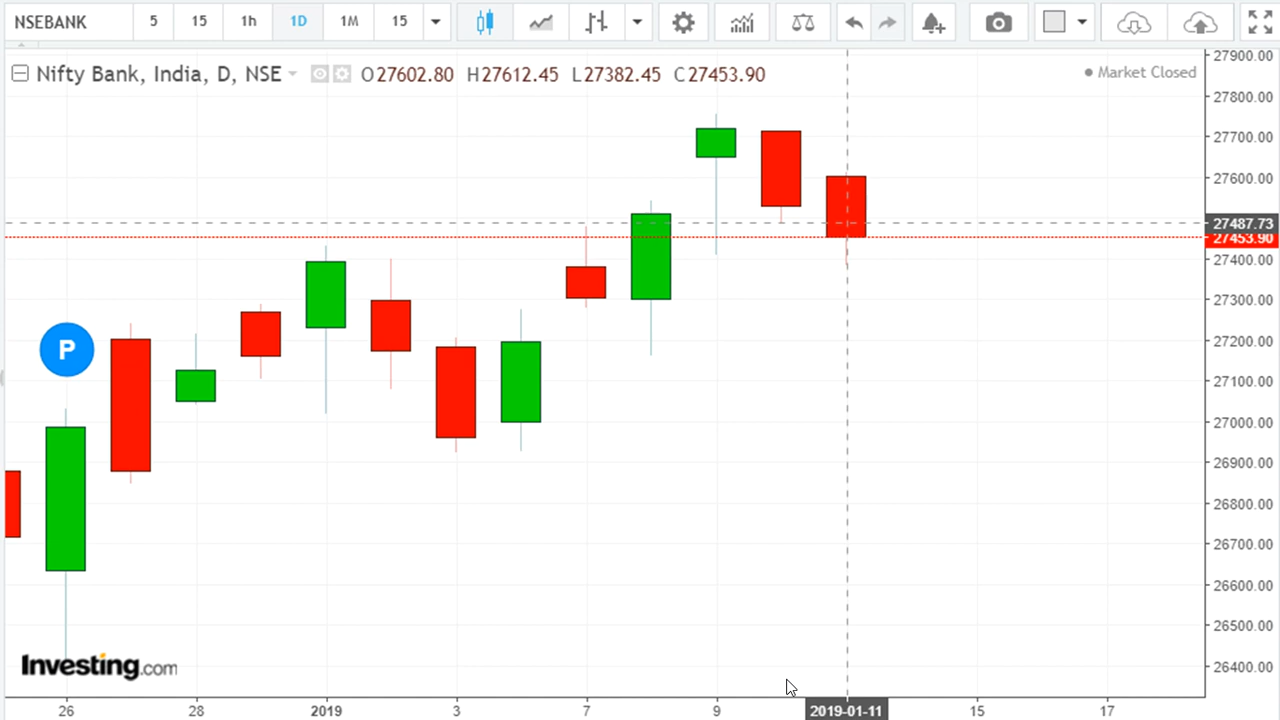 NSEBANK 5 15 1h 1D 1M 15
Nifty Bank, India, D, NSE O27602.80 H27612.45 L27382.45 C27453.90
Market Closed
27900.00
27800.00
27700.00
27600.00
27487.73
27453.90
27400.00
27300.00
27200.00
27100.00
27000.00
26900.00
26800.00
26700.00
26600.00
26500.00
26400.00
P
Investing.com
26 28 2019 3 7 9 2019-01-11 15 17